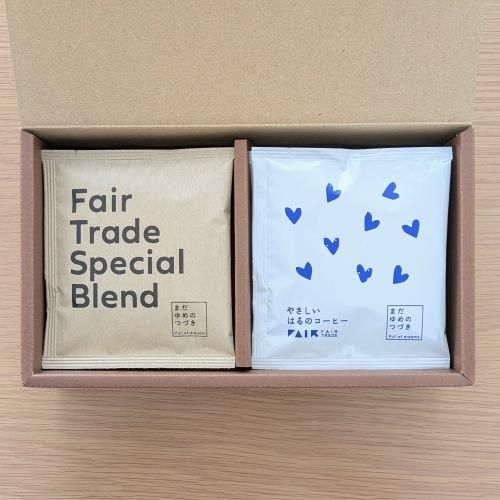 Fair
Trade
Special
Blend
まだ
ゆめの
つづき
Full of dreams
やさしい
はるのコーヒー
FAIR FAIR
TRADE
まだ
ゆめの
つづき
Full of dreams